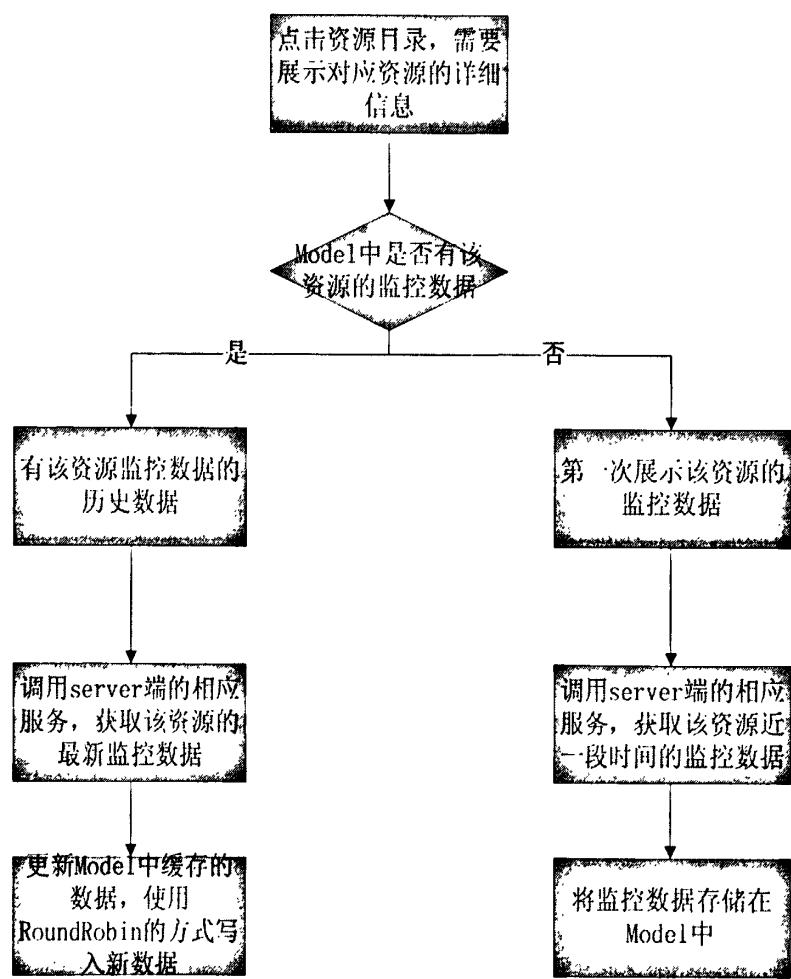 点击资源目录，需要
展示对应资源的详细
信息
Model中是否有该
资源的监控数据
是
否
有该资源监控数据的
历史数据
第一次展示该资源的
监控数据
调用server端的相应
服务，获取该资源的
最新监控数据
调用server端的相应
服务，获取该资源近
一段时间的监控数据
更新Model中缓存的
数据，使用
RoundRobin的方式写
入新数据
将监控数据存储在
Model中